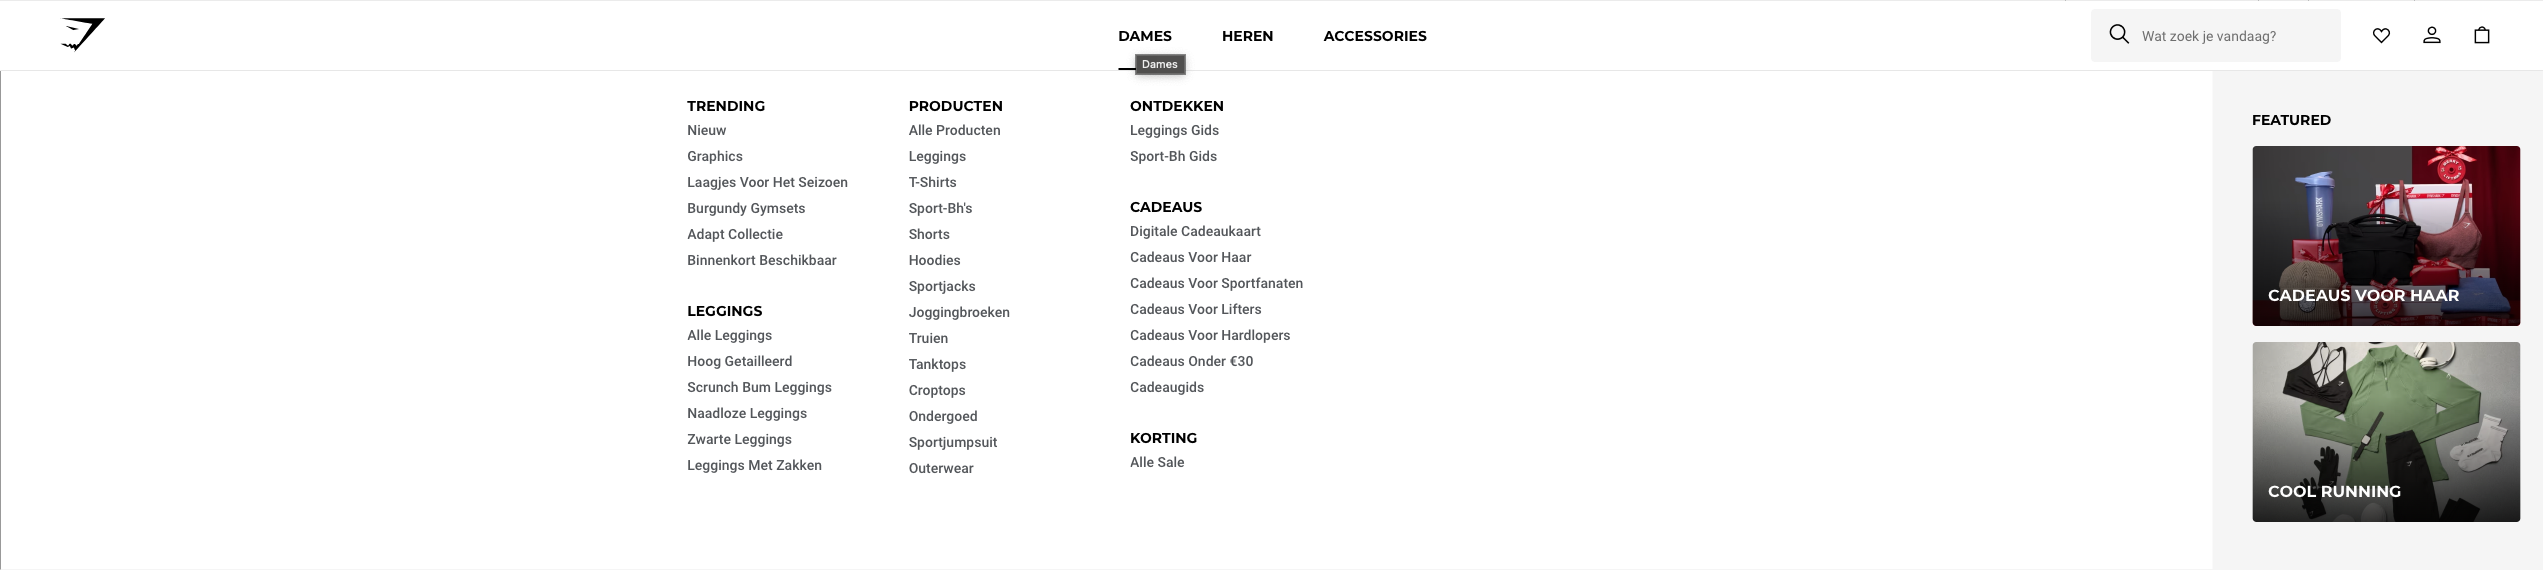 DAMES
HEREN
ACCESSORIES
Wat zoek je vandaag?
Dames
TRENDING
Nieuw
Graphics
Laagjes Voor Het Seizoen
Burgundy Gymsets
Adapt Collectie
Binnenkort Beschikbaar
LEGGINGS
Alle Leggings
Hoog Getailleerd
Scrunch Bum Leggings
Naadloze Leggings
Zwarte Leggings
Leggings Met Zakken
PRODUCTEN
Alle Producten
Leggings
T-Shirts
Sport-Bh's
Shorts
Hoodies
Sportjacks
Joggingbroeken
Truien
Tanktops
Croptops
Ondergoed
Sportjumpsuit
Outerwear
ONTDEKKEN
Leggings Gids
Sport-Bh Gids
CADEAUS
Digitale Cadeaukaart
Cadeaus Voor Haar
Cadeaus Voor Sportfanaten
Cadeaus Voor Lifters
Cadeaus Voor Hardlopers
Cadeaus Onder €30
Cadeaugids
KORTING
Alle Sale
FEATURED
GYMSHARK
CADEAUS VOOR HAAR
COOL RUNNING